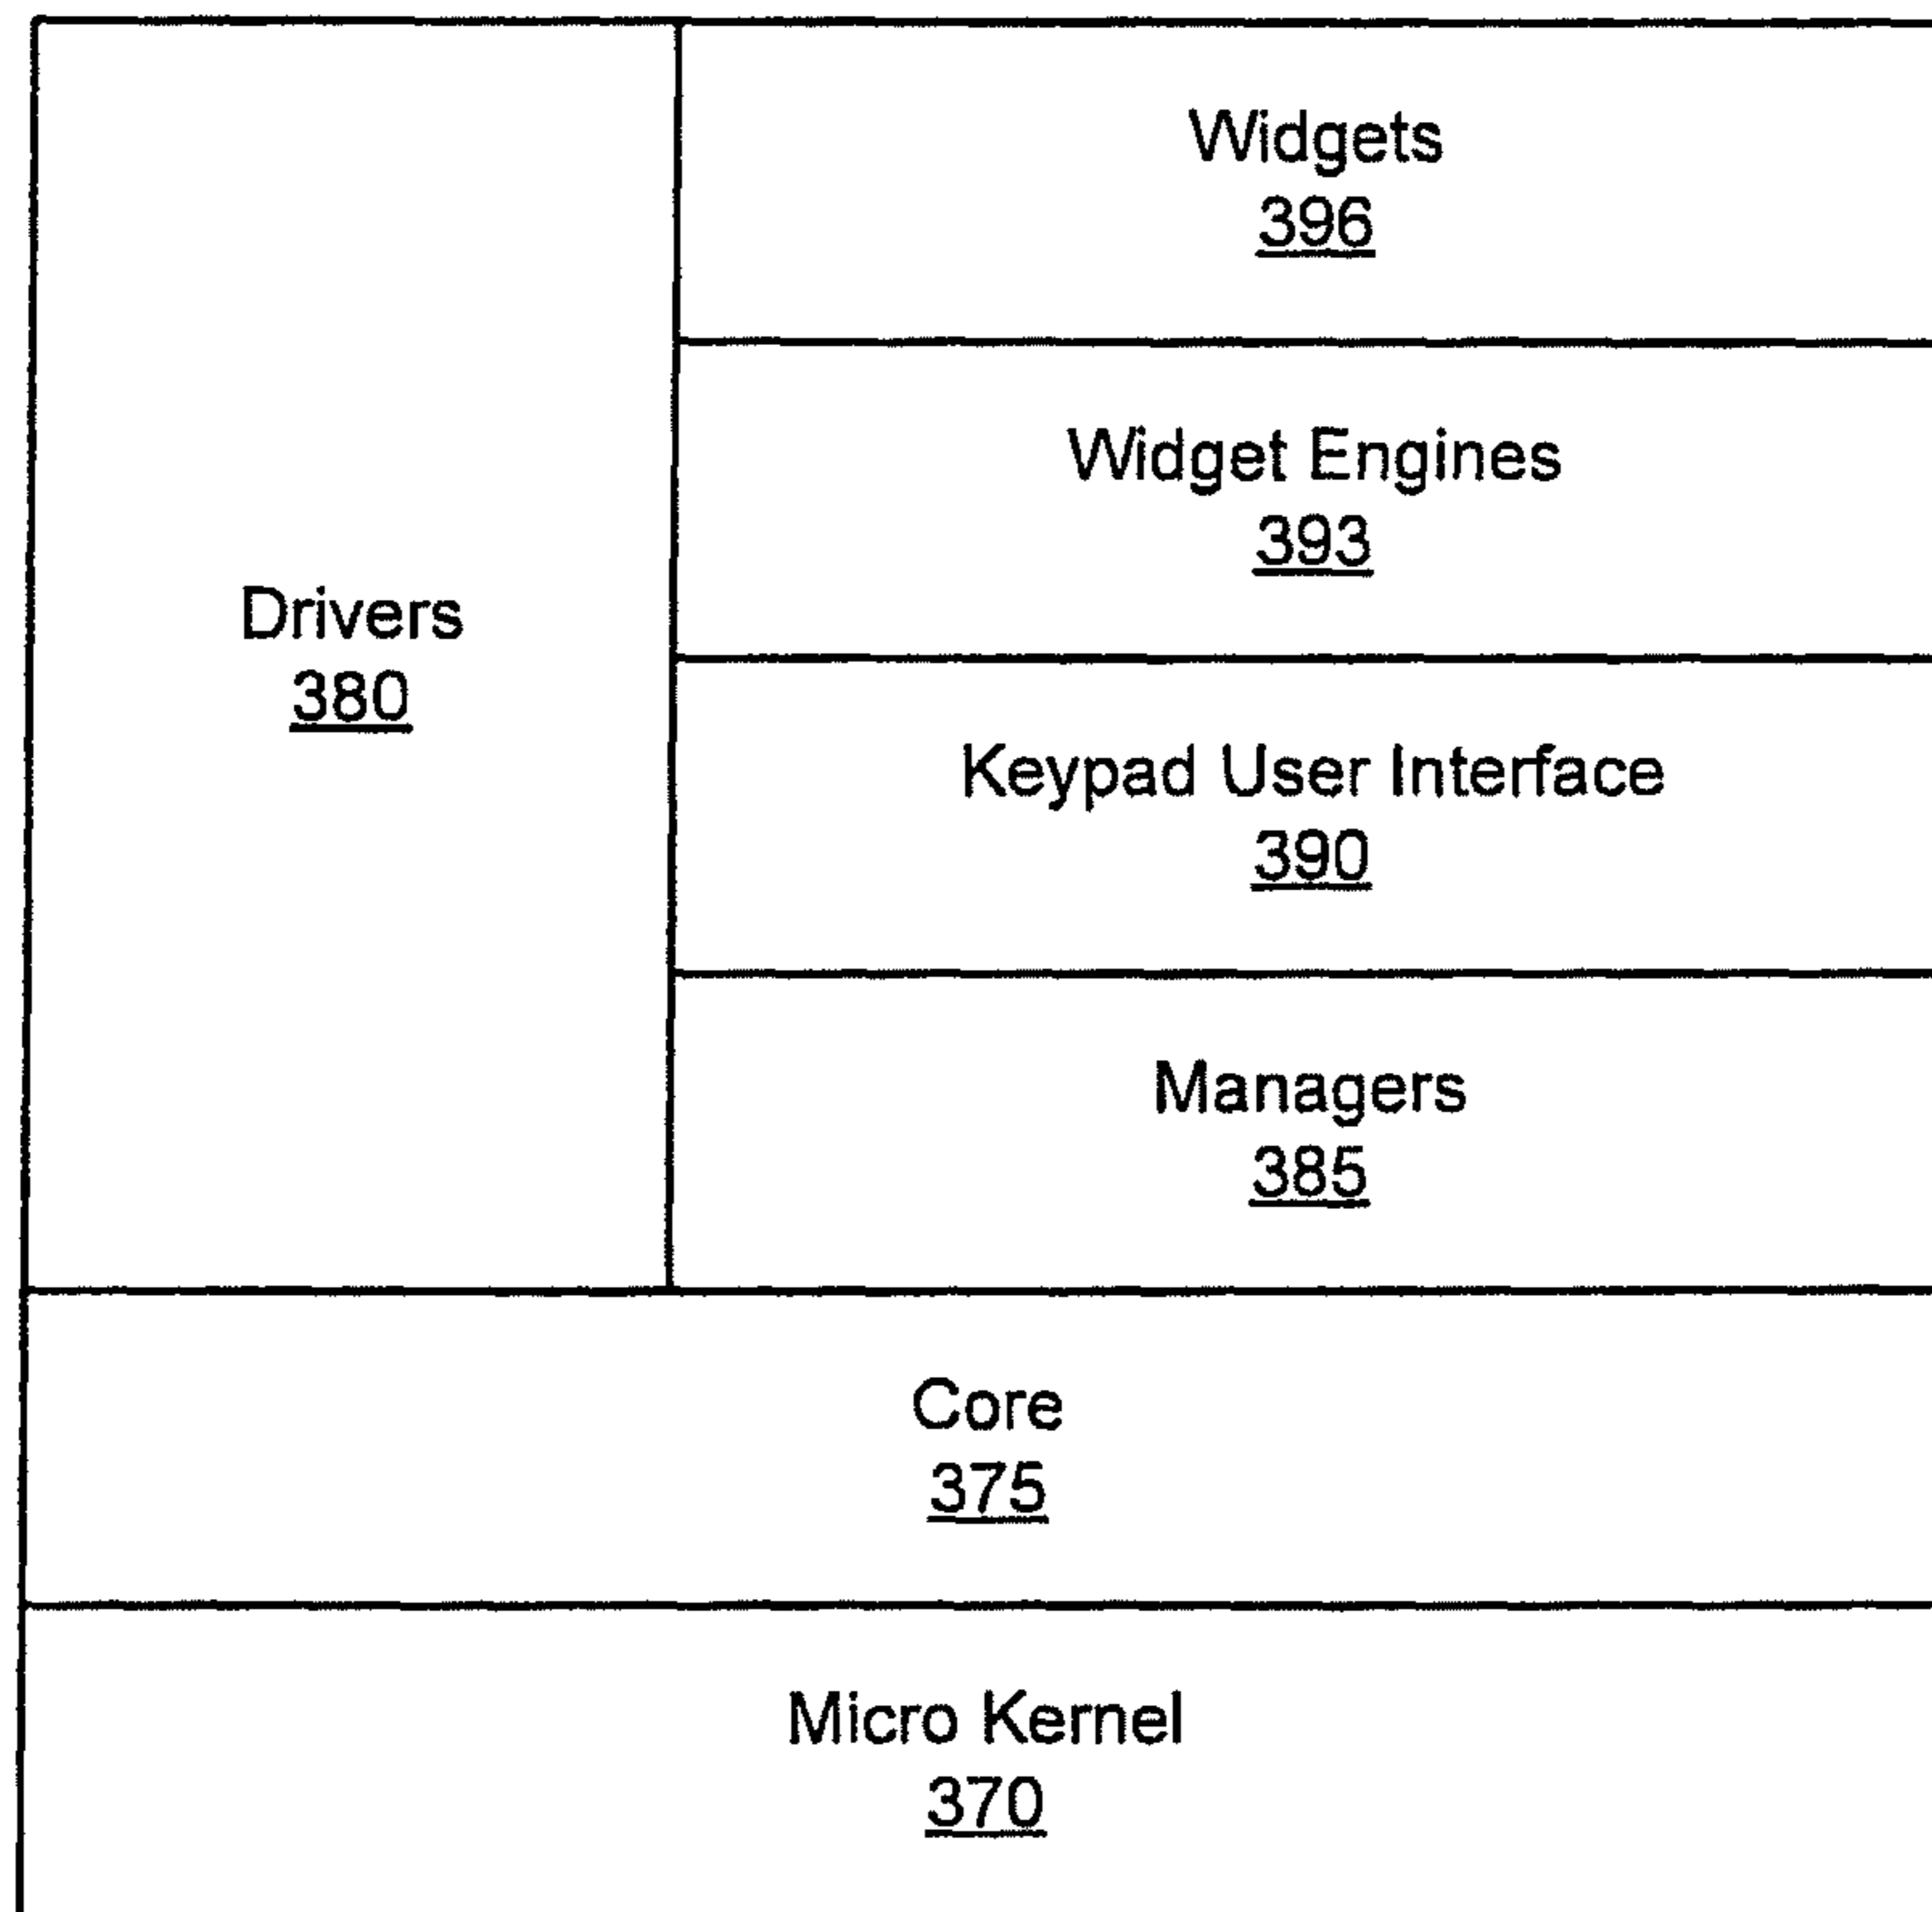 Widgets
396
Widget Engines
393
Drivers
380
Keypad User Interface
390
Managers
385
Core
375
Micro Kernel
370